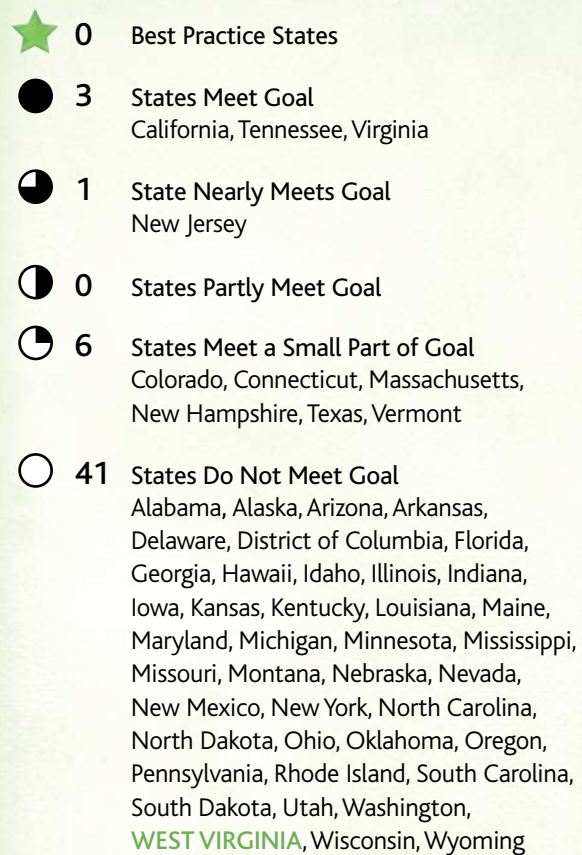 0 Best Practice States
3 States Meet Goal
California, Tennessee, Virginia
1 State Nearly Meets Goal
New Jersey
0 States Partly Meet Goal
6 States Meet a Small Part of Goal
Colorado, Connecticut, Massachusetts,
New Hampshire, Texas, Vermont
41 States Do Not Meet Goal
Alabama, Alaska, Arizona, Arkansas,
Delaware, District of Columbia, Florida,
Georgia, Hawaii, Idaho, Illinois, Indiana,
Iowa, Kansas, Kentucky, Louisiana, Maine,
Maryland, Michigan, Minnesota, Mississippi,
Missouri, Montana, Nebraska, Nevada,
New Mexico, New York, North Carolina,
North Dakota, Ohio, Oklahoma, Oregon,
Pennsylvania, Rhode Island, South Carolina,
South Dakota, Utah, Washington,
WEST VIRGINIA, Wisconsin, Wyoming